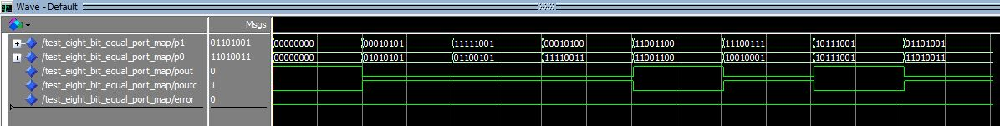 Wave - Default
Msgs
/test_eight_bit_equal_port_map/p1 01101001 00000000 00010101 11111001 00010100 11001100 11100111 10111001 01101001
/test_eight_bit_equal_port_map/p0 11010011 00000000 01010101 01100101 11110011 11001100 10010001 10111001 11010011
/test_eight_bit_equal_port_map/pout 0
/test_eight_bit_equal_port_map/poutc 1
/test_eight_bit_equal_port_map/error 0